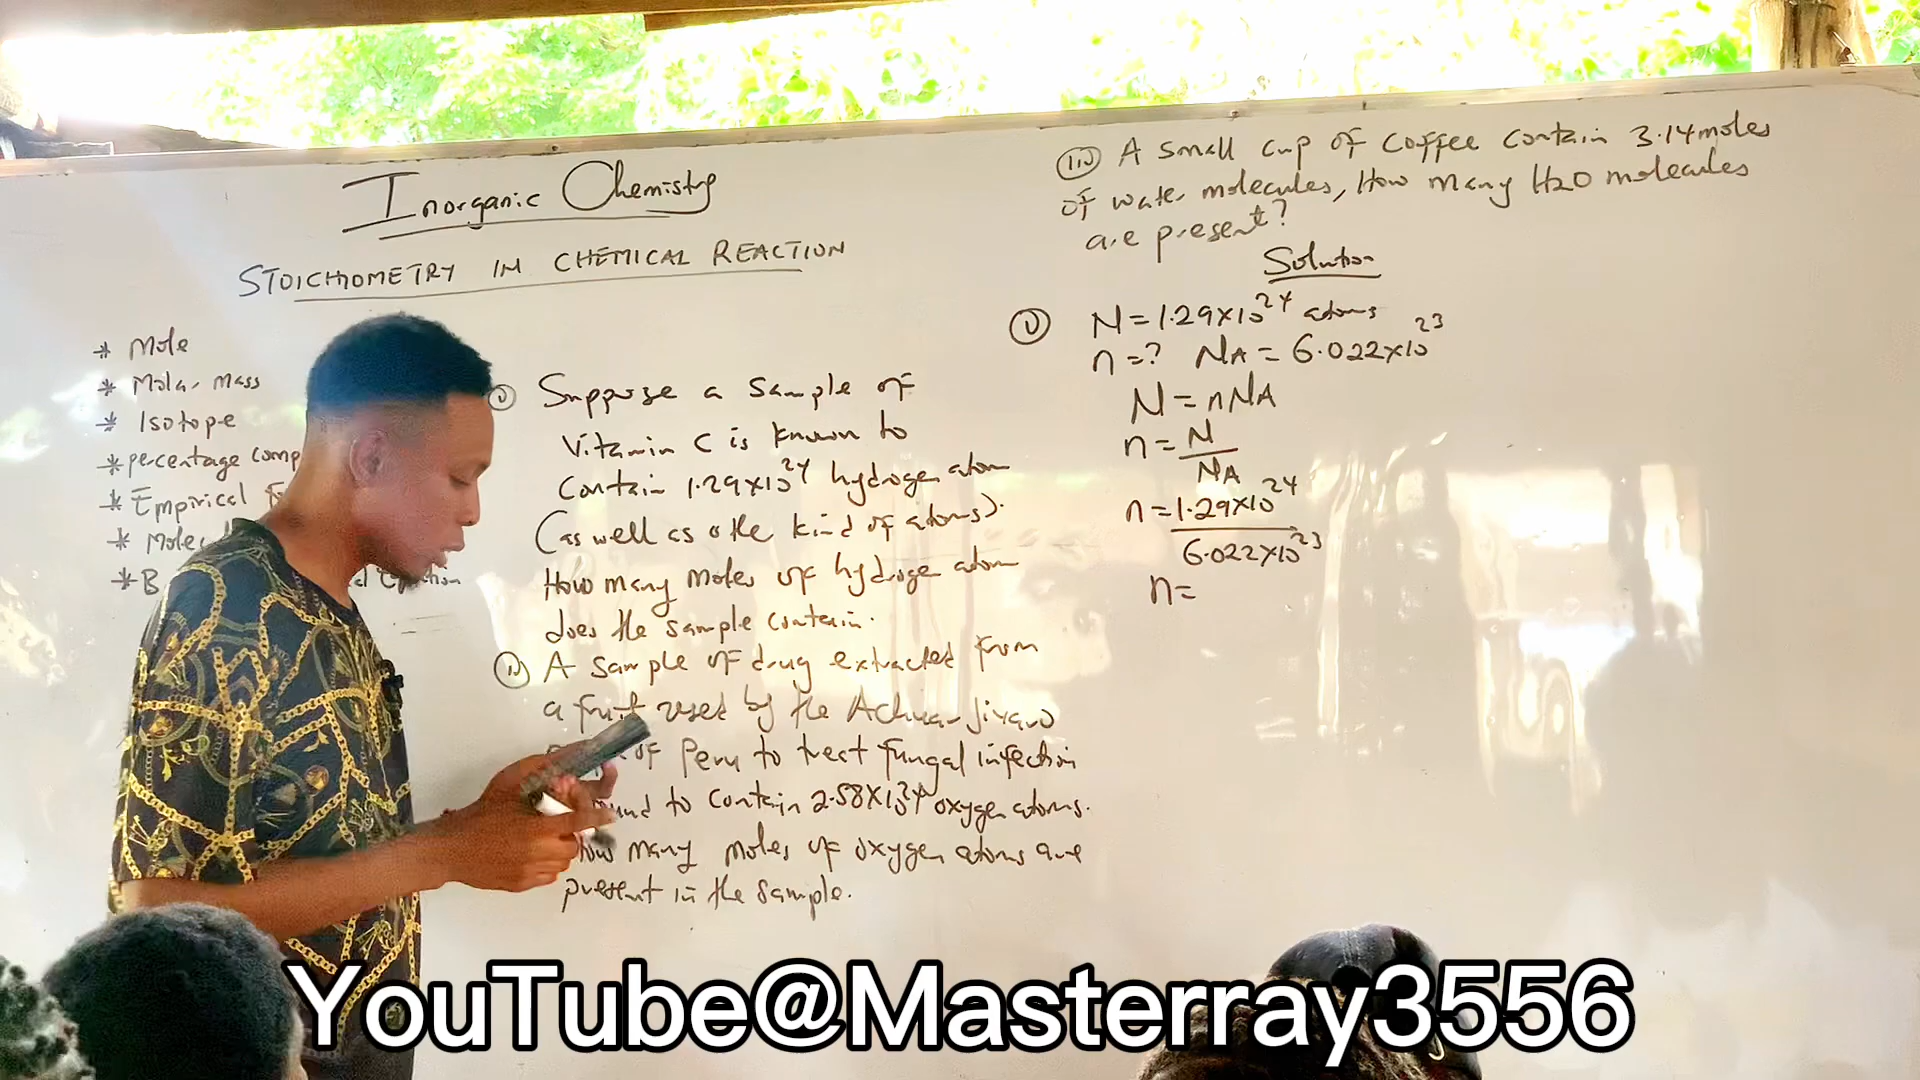 Inorganic Chemistry
STOICHIOMETRY IN CHEMICAL REACTION
* Mole
* Molar mass
* Isotope
* percentage comp
* Empirical F
* Molec
* B
i) Suppose a sample of
Vitamin C is known to
Contain 1.29x10^24 hydrogen atom
(as well as other kind of atoms).
How many moles of hydrogen atom
does the sample contain.
ii) A sample of drug extracted from
a fruit used by the Achuar Jivaro
of Peru to treat fungal infection
to contain 2.58x10^24 oxygen atoms.
How many moles of oxygen atoms are
present in the sample.
iii) A small cup of coffee contain 3.14 moles
of water molecules, How many H2O molecules
are present?
Solution
i) N = 1.29x10^24 atoms
n = ? NA = 6.022x10^23
N = nNA
n = N
NA
n = 1.29x10^24
6.022x10^23
n =
YouTube@Masterray3556